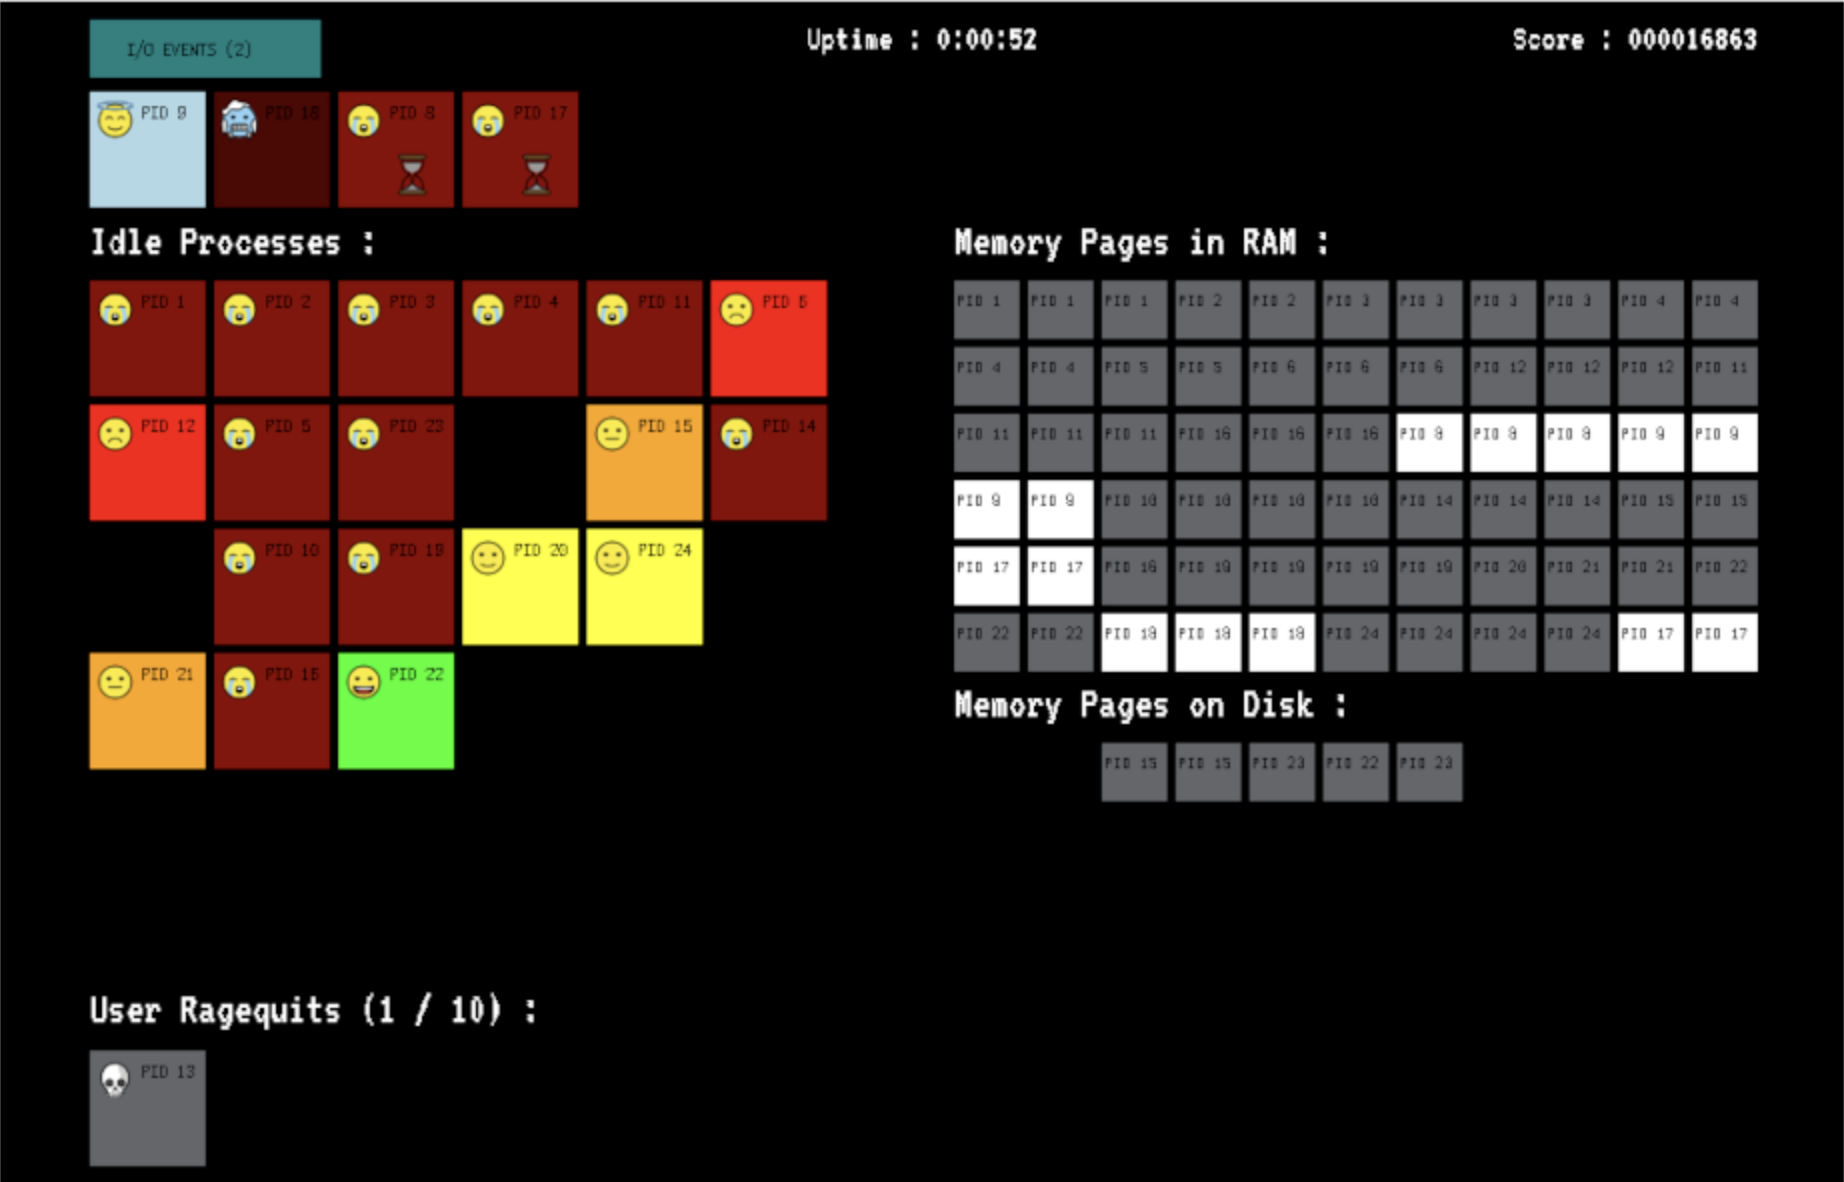 I/O EVENTS (2)
Uptime : 0:00:52
Score : 000016863
PID 9 PID 18 PID 8 PID 17
Idle Processes :
PID 1 PID 2 PID 3 PID 4 PID 11 PID 6
PID 12 PID 5 PID 23 PID 15 PID 14
PID 10 PID 19 PID 20 PID 24
PID 21 PID 16 PID 22
Memory Pages in RAM :
PID 1 PID 1 PID 1 PID 2 PID 2 PID 3 PID 3 PID 3 PID 3 PID 4 PID 4
PID 4 PID 4 PID 5 PID 5 PID 6 PID 6 PID 6 PID 12 PID 12 PID 12 PID 11
PID 11 PID 11 PID 11 PID 16 PID 16 PID 16 PID 8 PID 8 PID 8 PID 9 PID 9
PID 9 PID 9 PID 10 PID 10 PID 10 PID 10 PID 14 PID 14 PID 14 PID 15 PID 15
PID 17 PID 17 PID 16 PID 19 PID 19 PID 19 PID 19 PID 20 PID 21 PID 21 PID 22
PID 22 PID 22 PID 18 PID 18 PID 18 PID 24 PID 24 PID 24 PID 24 PID 17 PID 17
Memory Pages on Disk :
PID 15 PID 15 PID 23 PID 22 PID 23
User Ragequits (1 / 10) :
PID 13